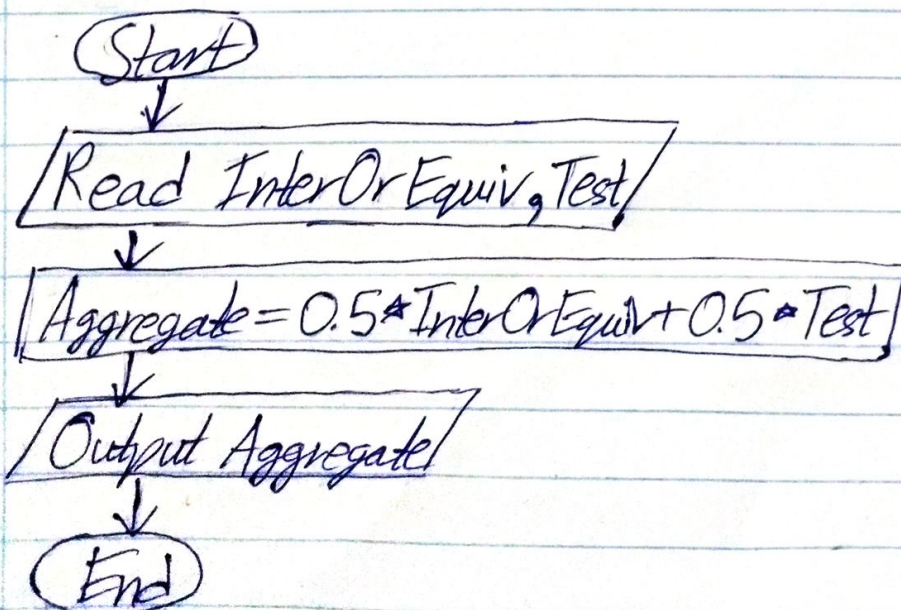 Start
Read InterOrEquiv, Test
Aggregate = 0.5*InterOrEquiv+ 0.5*Test
Output Aggregate
End